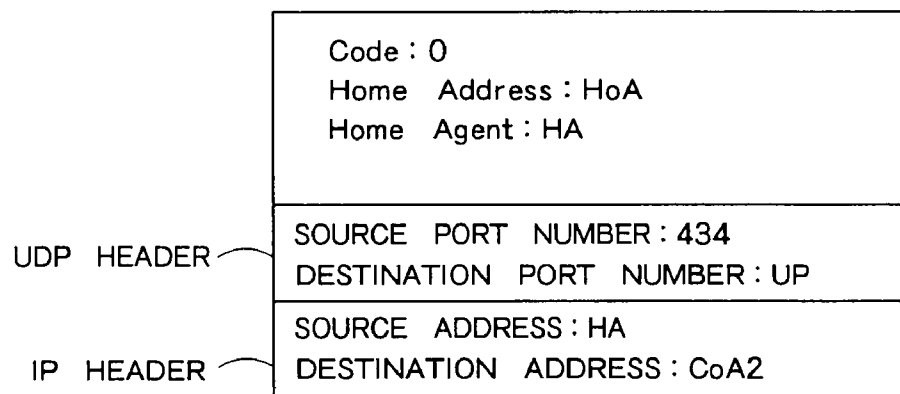 Code : 0
Home Address : HoA
Home Agent : HA
UDP HEADER
SOURCE PORT NUMBER : 434
DESTINATION PORT NUMBER : UP
IP HEADER
SOURCE ADDRESS : HA
DESTINATION ADDRESS : CoA2